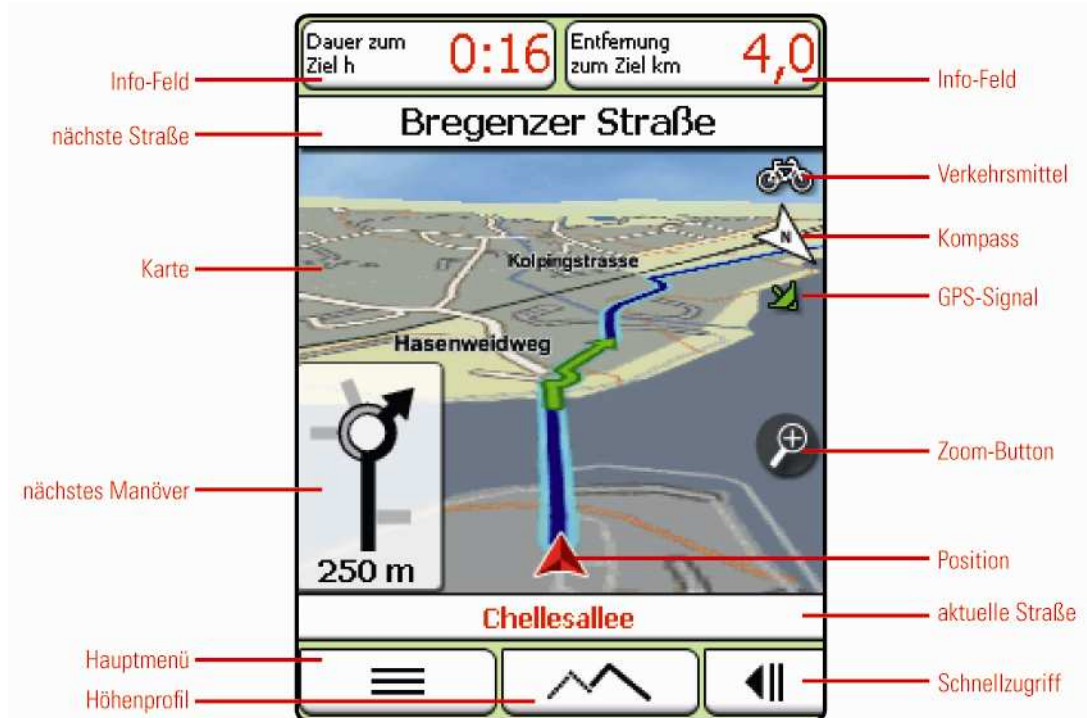 Dauer zum
Ziel h
0:16
Entfernung
zum Ziel km
4,0
Info-Feld
Info-Feld
nächste Straße
Bregenzer Straße
Verkehrsmittel
N
Kompass
Karte
Kolpingstrasse
GPS-Signal
Hasenweidweg
Zoom-Button
nächstes Manöver
250 m
Position
Chellesallee
aktuelle Straße
Hauptmenü
Höhenprofil
Schnellzugriff